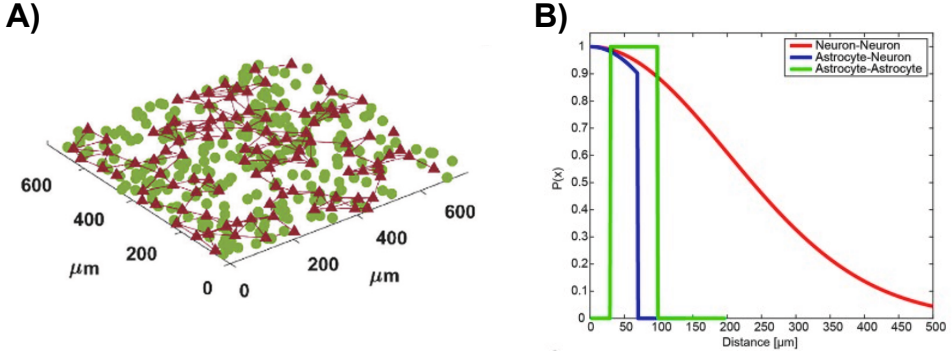 A)
600
400
200
0
µm
0
200
400
600
µm
B)
1
0.9
0.8
0.7
0.6
0.5
0.4
0.3
0.2
0.1
0
P(x)
Neuron-Neuron
Astrocyte-Neuron
Astrocyte-Astrocyte
0 50 100 150 200 250 300 350 400 450 500
Distance [µm]